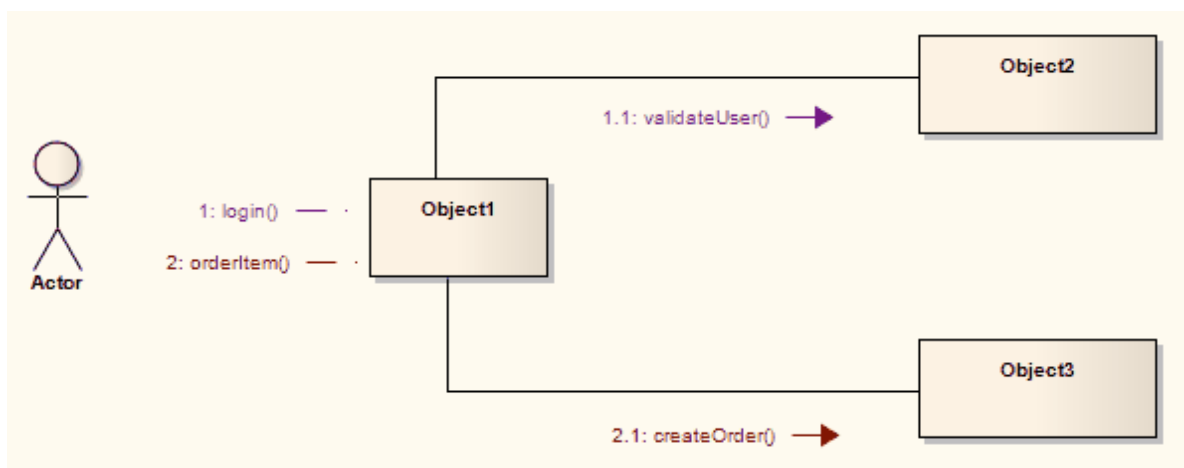 Object2
1.1: validateUser()
1: login()
Object1
2: orderItem()
Actor
Object3
2.1: createOrder()